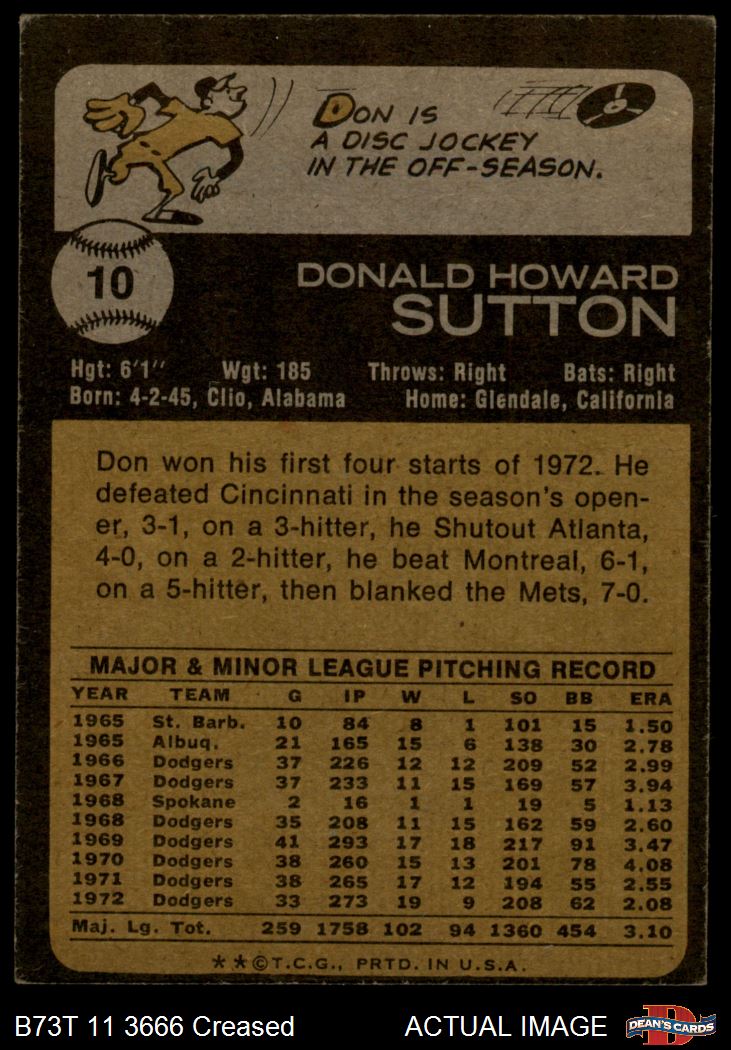 Don is
a disc jockey
in the off-season.
10
DONALD HOWARD
SUTTON
Hgt: 6'1" Wgt: 185 Throws: Right Bats: Right
Born: 4-2-45, Clio, Alabama Home: Glendale, California
Don won his first four starts of 1972. He
defeated Cincinnati in the season's open-
er, 3-1, on a 3-hitter, he Shutout Atlanta,
4-0, on a 2-hitter, he beat Montreal, 6-1,
on a 5-hitter, then blanked the Mets, 7-0.
MAJOR & MINOR LEAGUE PITCHING RECORD
YEAR TEAM G IP W L SO BB ERA
1965 St. Barb. 10 84 8 1 101 15 1.50
1965 Albuq. 21 165 15 6 138 30 2.78
1966 Dodgers 37 226 12 12 209 52 2.99
1967 Dodgers 37 233 11 15 169 57 3.94
1968 Spokane 2 16 1 1 19 5 1.13
1968 Dodgers 35 208 11 15 162 59 2.60
1969 Dodgers 41 293 17 18 217 91 3.47
1970 Dodgers 38 260 15 13 201 78 4.08
1971 Dodgers 38 265 17 12 194 55 2.55
1972 Dodgers 33 273 19 9 208 62 2.08
Maj. Lg. Tot. 259 1758 102 94 1360 454 3.10
**©T.C.G., PRTD. IN U.S.A.
B73T 11 3666 Creased ACTUAL IMAGE DEAN'S CARDS